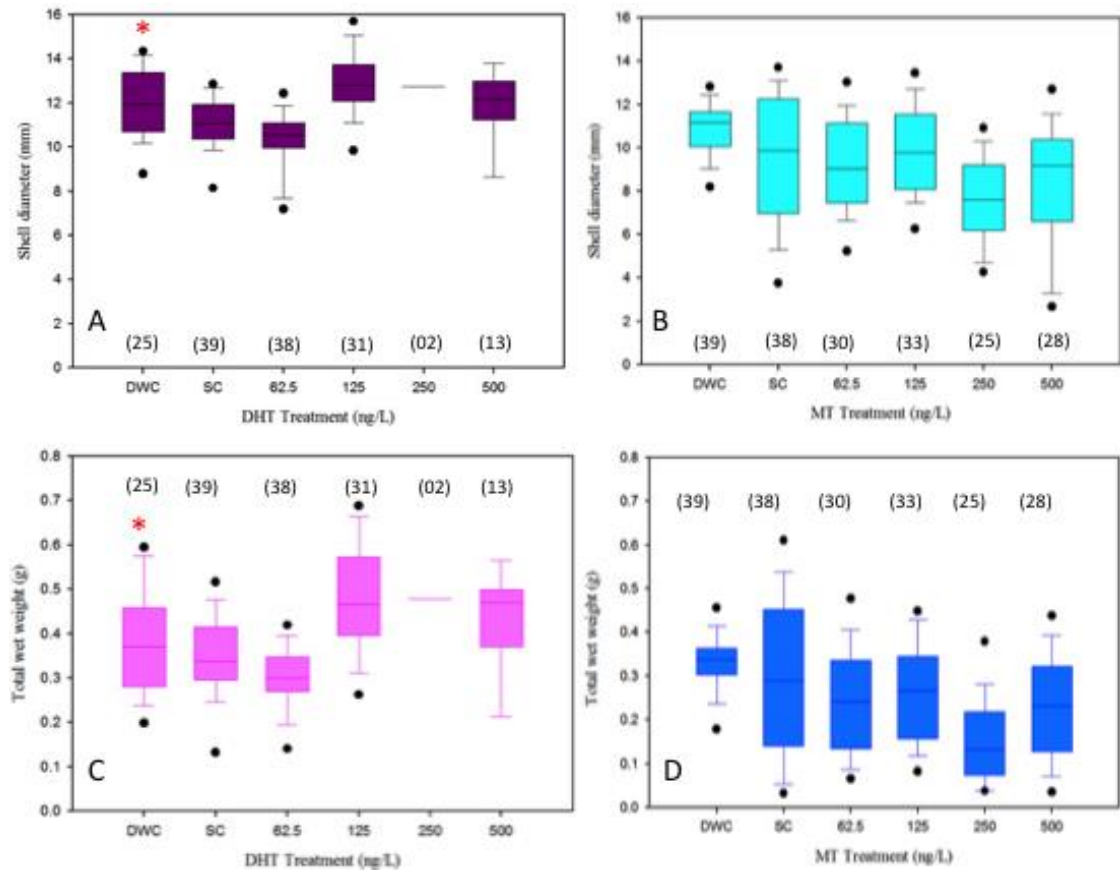 16
14
12
10
8
6
4
2
0
Shell diameter (mm)
*
A
(25) (39) (38) (31) (02) (13)
DWC SC 62.5 125 250 500
DHT Treatment (ng/L)
16
14
12
10
8
6
4
2
0
Shell diameter (mm)
B
(39) (38) (30) (33) (25) (28)
DWC SC 62.5 125 250 500
MT Treatment (ng/L)
0.8
0.7
0.6
0.5
0.4
0.3
0.2
0.1
0.0
Total wet weight (g)
(25) (39) (38) (31) (02) (13)
*
C
DWC SC 62.5 125 250 500
DHT Treatment (ng/L)
0.8
0.7
0.6
0.5
0.4
0.3
0.2
0.1
0.0
Total wet weight (g)
(39) (38) (30) (33) (25) (28)
D
DWC SC 62.5 125 250 500
MT Treatment (ng/L)